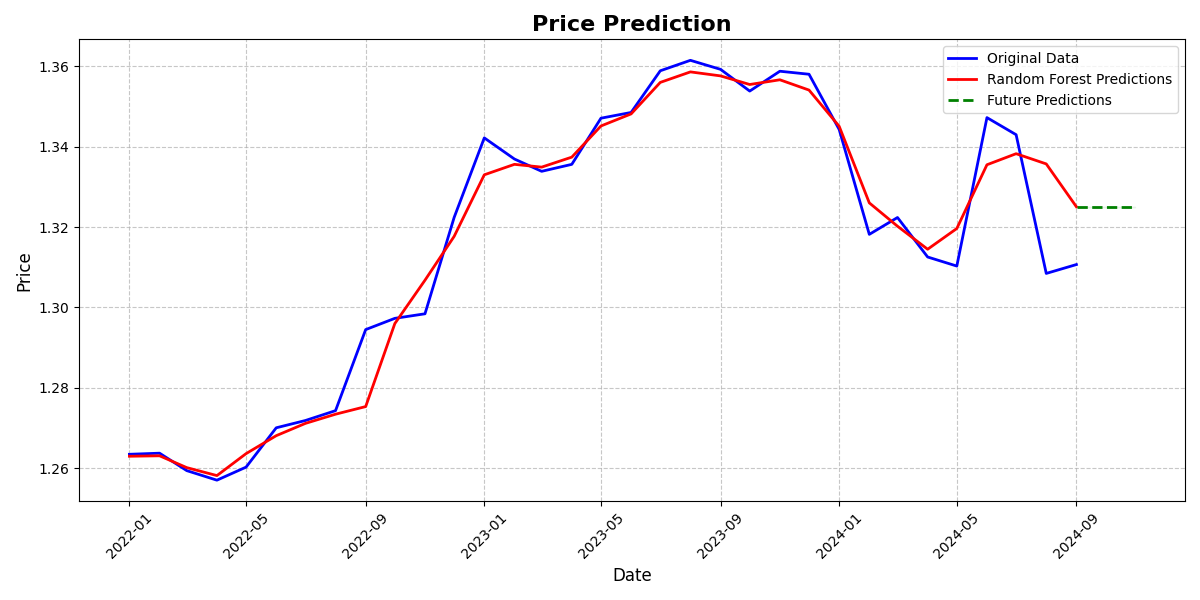 Price Prediction
Original Data
Random Forest Predictions
Future Predictions
Price
1.36
1.34
1.32
1.30
1.28
1.26
2022-01
2022-05
2022-09
2023-01
2023-05
2023-09
2024-01
2024-05
2024-09
Date